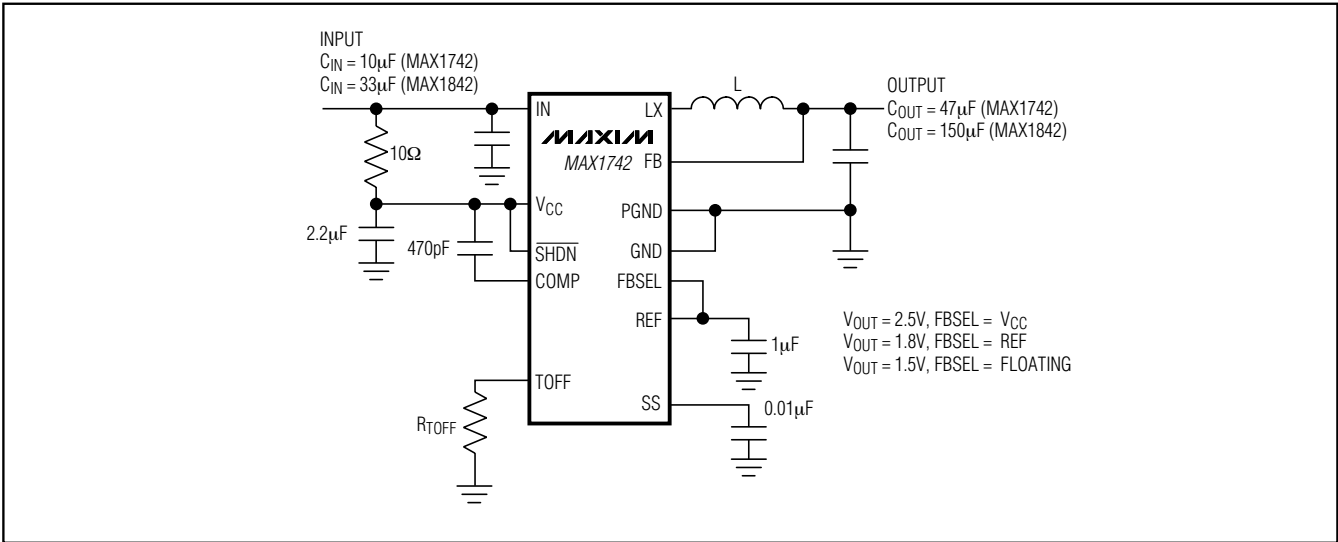 INPUT
CIN = 10μF (MAX1742)
CIN = 33μF (MAX1842)
10Ω
2.2μF
470pF
IN
MAXIM
MAX1742
VCC
SHDN
COMP
TOFF
RTOFF
LX
FB
PGND
GND
FBSEL
REF
SS
L
OUTPUT
COUT = 47μF (MAX1742)
COUT = 150μF (MAX1842)
1μF
0.01μF
VOUT = 2.5V, FBSEL = VCC
VOUT = 1.8V, FBSEL = REF
VOUT = 1.5V, FBSEL = FLOATING